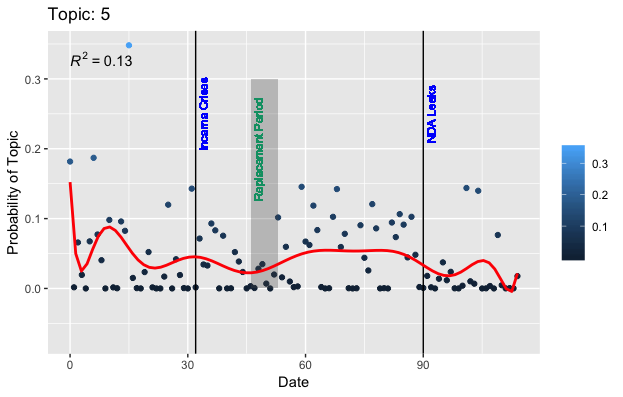 Topic: 5
R² = 0.13
Incarna Crises
Replacement Period
NDA Leaks
Probability of Topic
0.3
0.2
0.1
0.0
0
30
60
90
Date
0.3
0.2
0.1